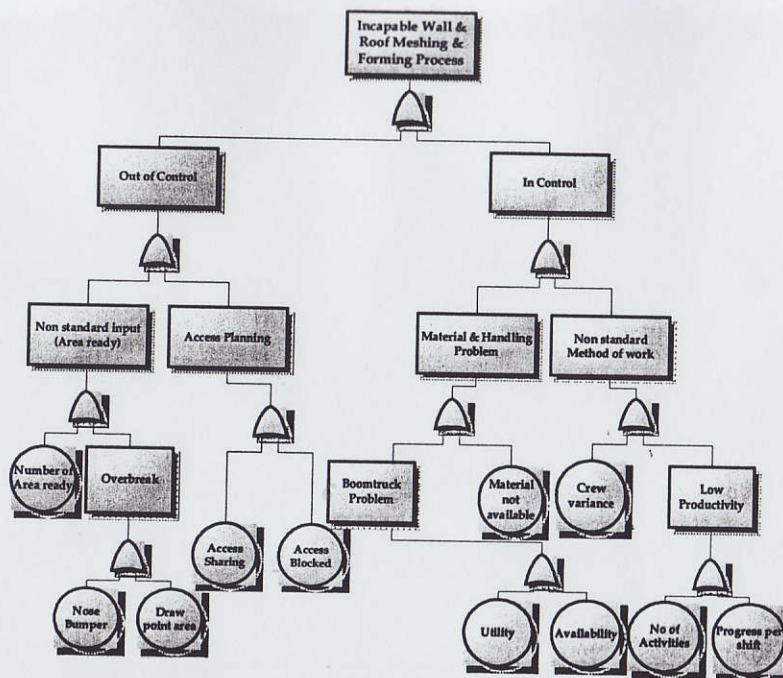 Incapable Wall &
Roof Meshing &
Forming Process
Out of Control
In Control
Non standard input
(Area ready)
Access Planning
Material & Handling
Problem
Non standard
Method of work
Number of
Area ready
Overbreak
Access
Sharing
Access
Blocked
Boomtruck
Problem
Material
not
available
Crew
variance
Low
Productivity
Nose
Bumper
Draw
point area
Utility
Availability
No of
Activities
Progress per
shift